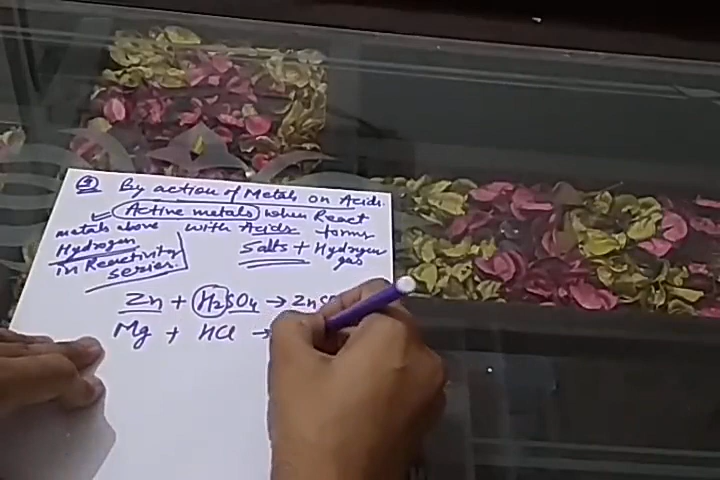 ③ By action of Metals on Acids.
Active metals when React
metals above with Acids forms
Hydrogen Salts + Hydrogen
in Reactivity gas
series.
Zn + H2SO4 → ZnS
Mg + HCl →